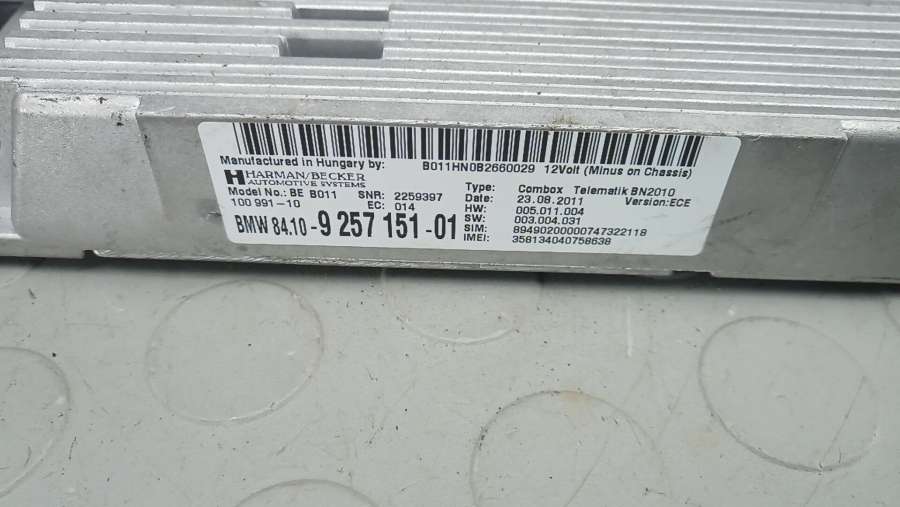 Manufactured in Hungary by: B011HN0B2660029 12Volt (Minus on Chassis)
HARMAN/BECKER
AUTOMOTIVE SYSTEMS
Model No.: BE B011 SNR: 2259397
100 991-10 EC: 014
BMW 84.10-9 257 151-01
Type: Combox Telematik BN2010
Date: 23.08.2011 Version:ECE
HW: 005.011.004
SW: 003.004.031
SIM: 89490200000747322118
IMEI: 358134040758638